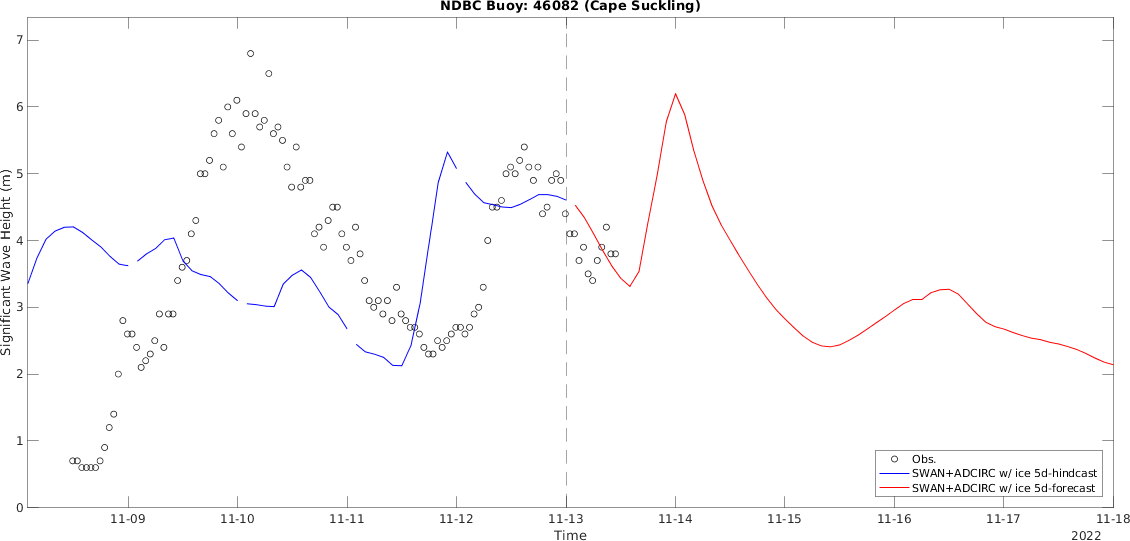 NDBC Buoy: 46082 (Cape Suckling)
Significant Wave Height (m)
7
6
5
4
3
2
1
0
Obs.
SWAN+ADCIRC w/ ice 5d-hindcast
SWAN+ADCIRC w/ ice 5d-forecast
11-09 11-10 11-11 11-12 11-13 11-14 11-15 11-16 11-17 11-18
Time
2022